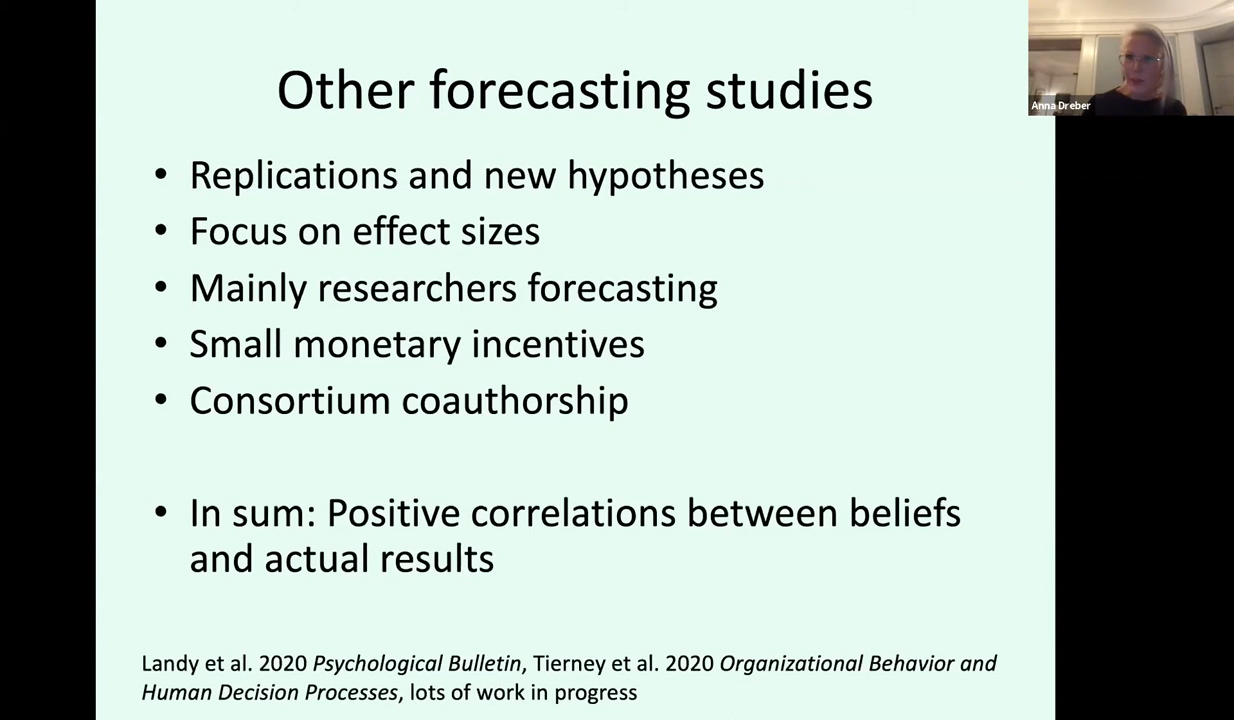 Other forecasting studies
Anna Dreber
• Replications and new hypotheses
• Focus on effect sizes
• Mainly researchers forecasting
• Small monetary incentives
• Consortium coauthorship
• In sum: Positive correlations between beliefs
and actual results
Landy et al. 2020 Psychological Bulletin, Tierney et al. 2020 Organizational Behavior and
Human Decision Processes, lots of work in progress